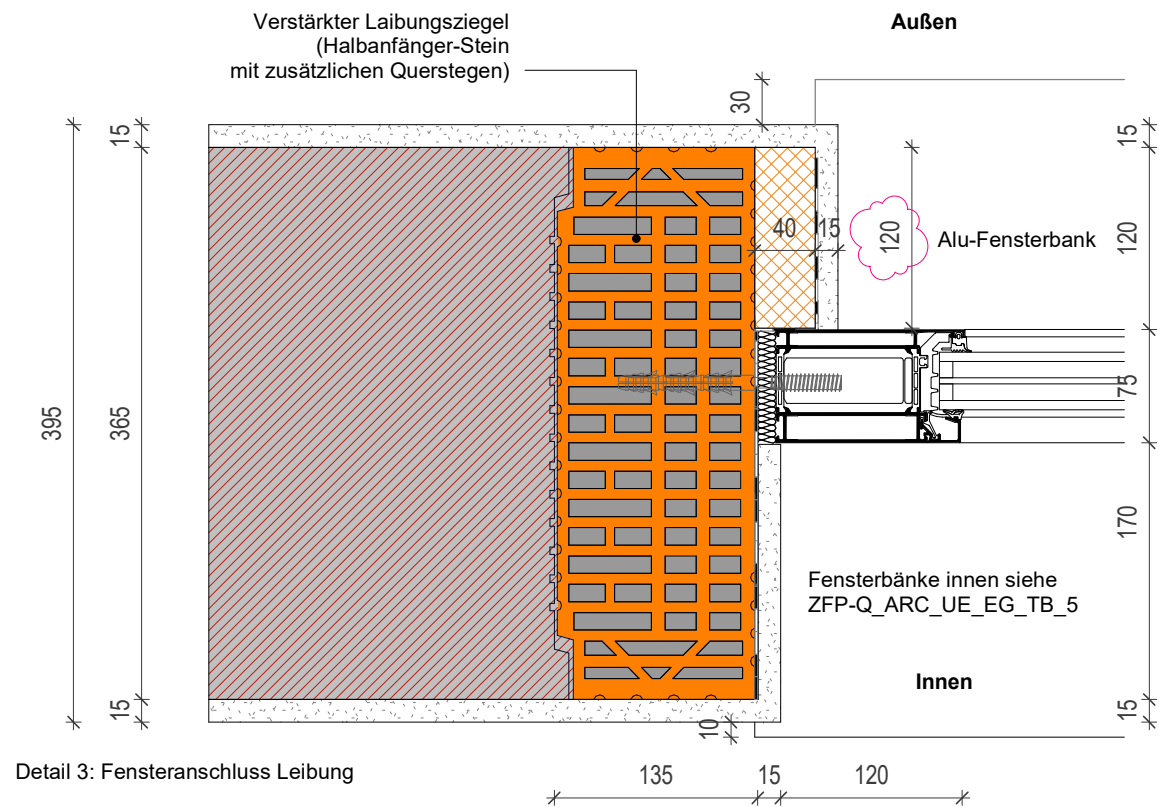 Verstärkter Laibungsziegel
(Halbanfänger-Stein
mit zusätzlichen Querstegen)
Außen
30
15
15
15
395
365
40
15
120
Alu-Fensterbank
120
75
170
Fensterbänke innen siehe
ZFP-Q_ARC_UE_EG_TB_5
Innen
15
15
10
Detail 3: Fensteranschluss Leibung
135
15
120